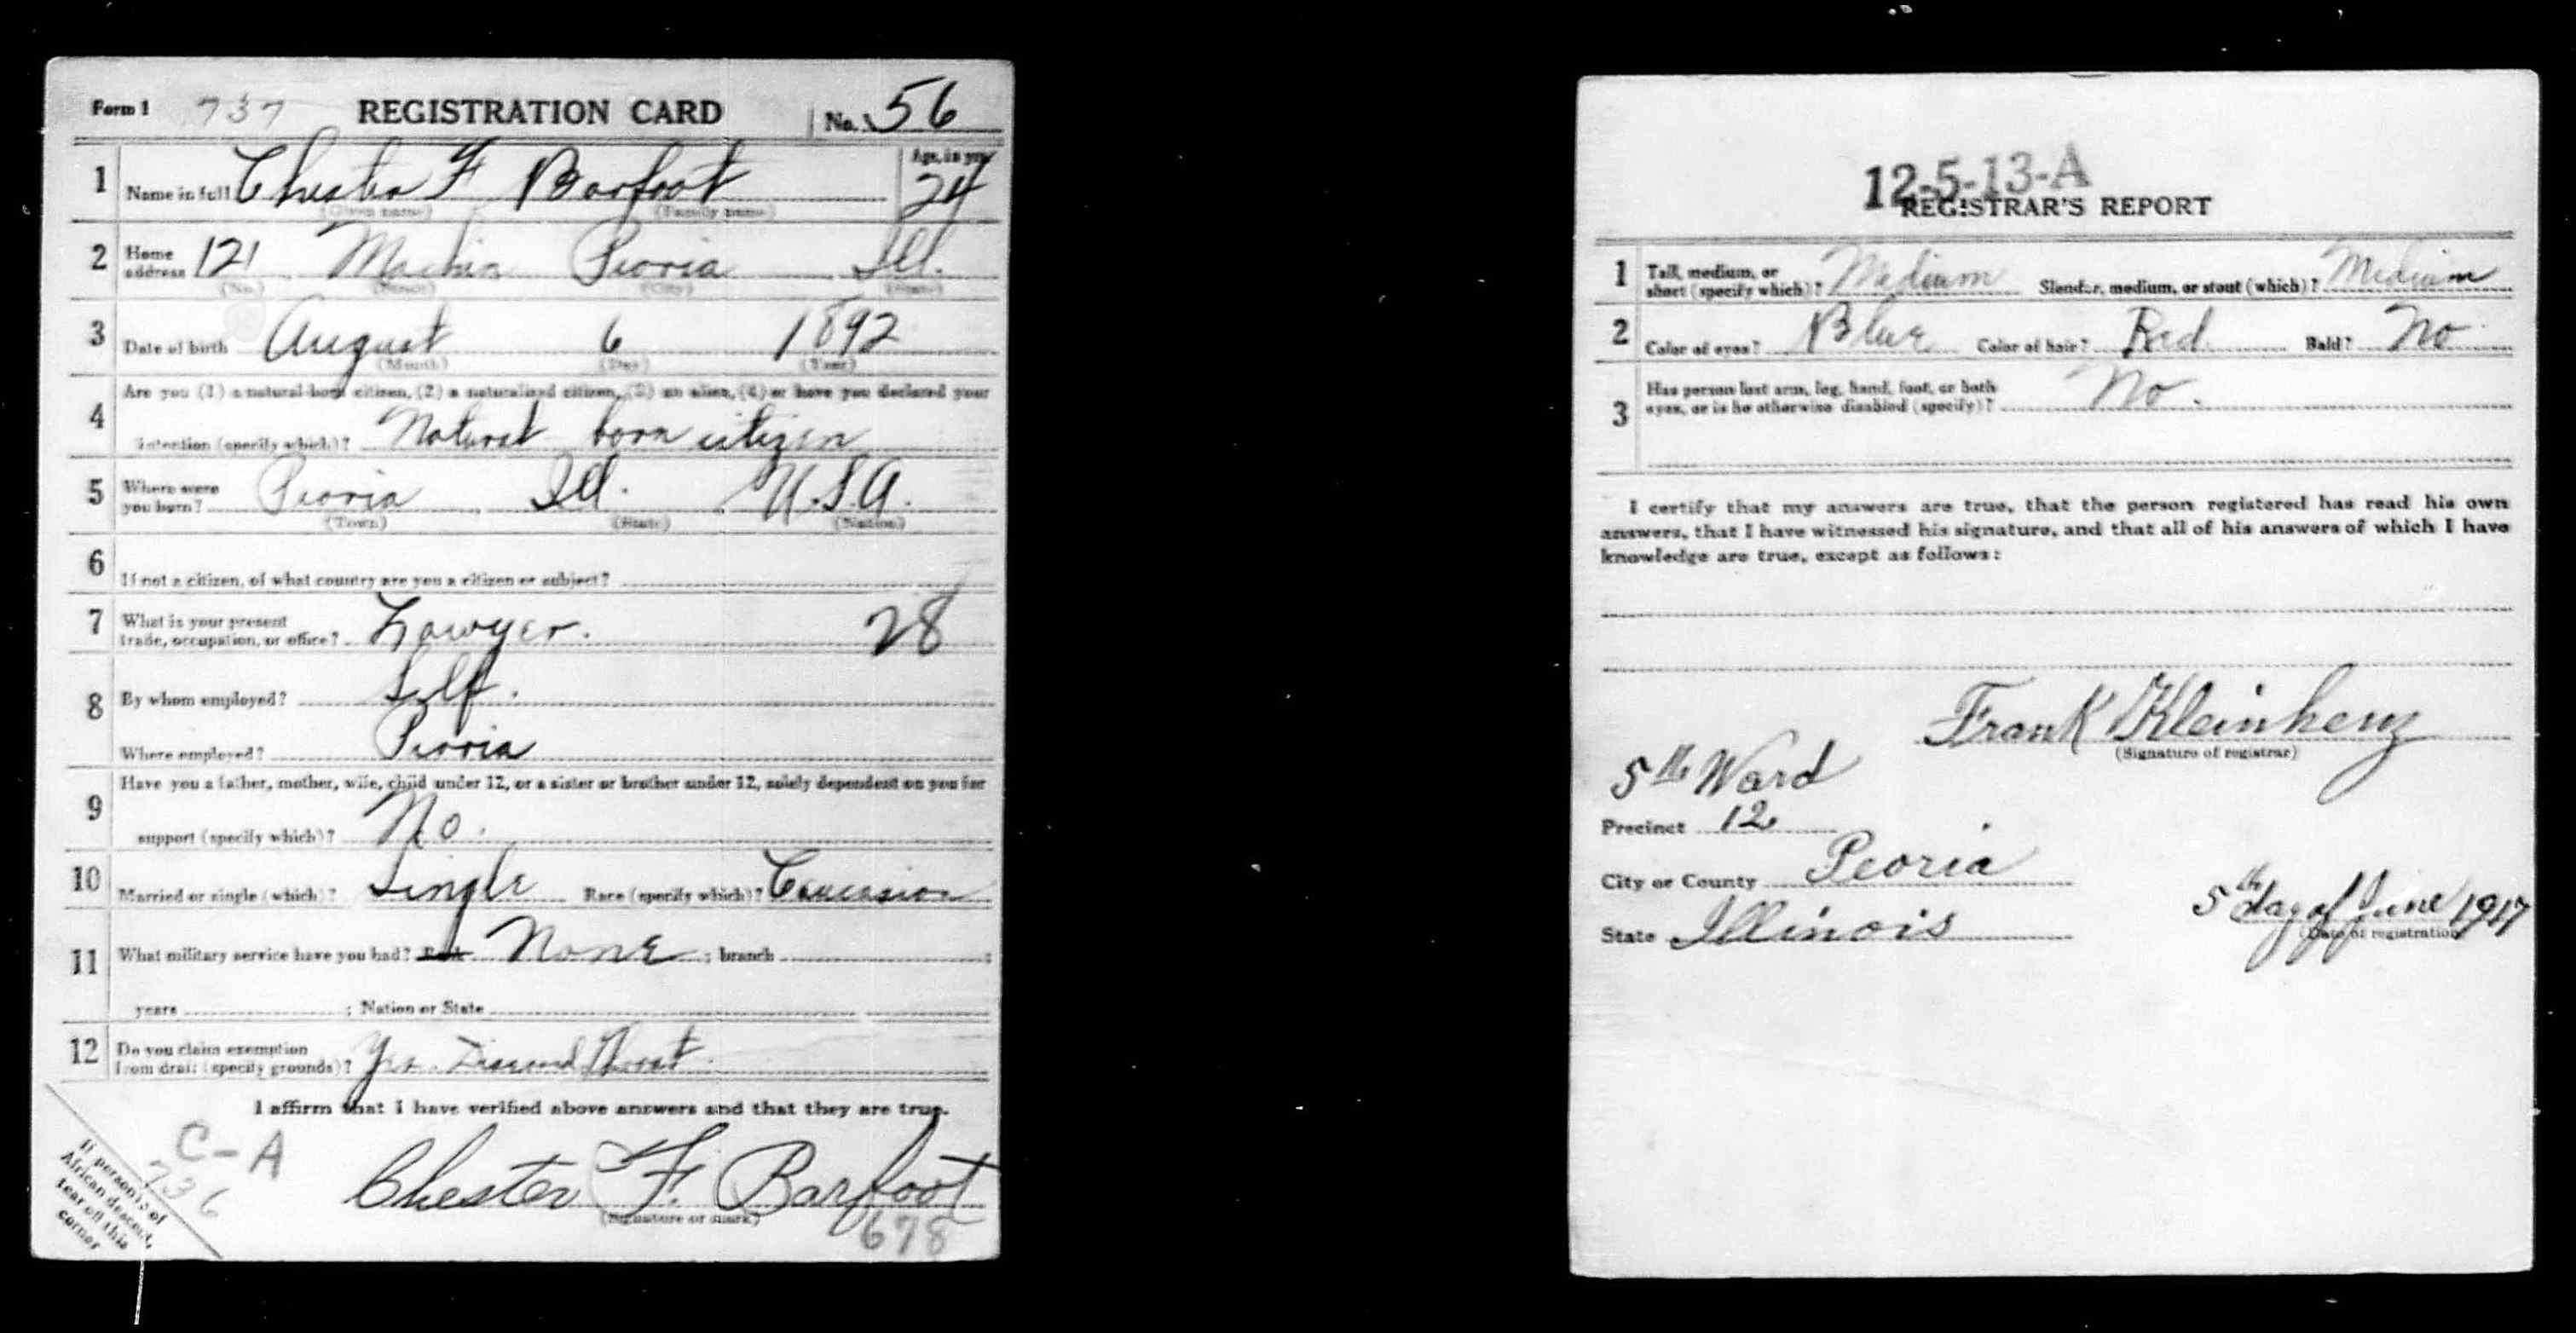 Form 1 737 REGISTRATION CARD No. 56
1 Name in full Chester F Barfoot Age, in yrs 24
(Given name) (Family name)
2 Home address 121 Peoria Ill.
(No.) (Street) (City) (State)
3 Date of birth August 6 1892
(Month) (Day) (Year)
Are you (1) a natural-born citizen, (2) a naturalized citizen, (3) an alien, (4) or have you declared your
4 intention (specify which)? Natural born citizen
5 Where were you born? Peoria Ill. U.S.A.
(Town) (State) (Nation)
6 If not a citizen, of what country are you a citizen or subject?
7 What is your present trade, occupation, or office? Lawyer. 28
8 By whom employed? Self.
Where employed? Peoria
Have you a father, mother, wife, child under 12, or a sister or brother under 12, solely dependent on you for
9 support (specify which)? No.
10 Married or single (which)? Single Race (specify which)? Caucasion
11 What military service have you had? Rank None ; branch ;
years ; Nation or State
12 Do you claim exemption from draft (specify grounds)? Yes. Throat.
I affirm that I have verified above answers and that they are true.
C-A
736
Chester F. Barfoot
(Signature or mark)
678
If person is of
African descent,
tear off this
corner
12-5-13-A
REGISTRAR'S REPORT
1 Tall, medium, or short (specify which)? Medium Slender, medium, or stout (which)? Medium
2 Color of eyes? Blue Color of hair? Red Bald? No
3 Has person lost arm, leg, hand, foot, or both eyes, or is he otherwise disabled (specify)? No.
I certify that my answers are true, that the person registered has read his own
answers, that I have witnessed his signature, and that all of his answers of which I have
knowledge are true, except as follows:
Frank Kleinhenz
(Signature of registrar)
5th Ward
Precinct 12
City or County Peoria
State Illinois
5th day of June 1917
(Date of registration)